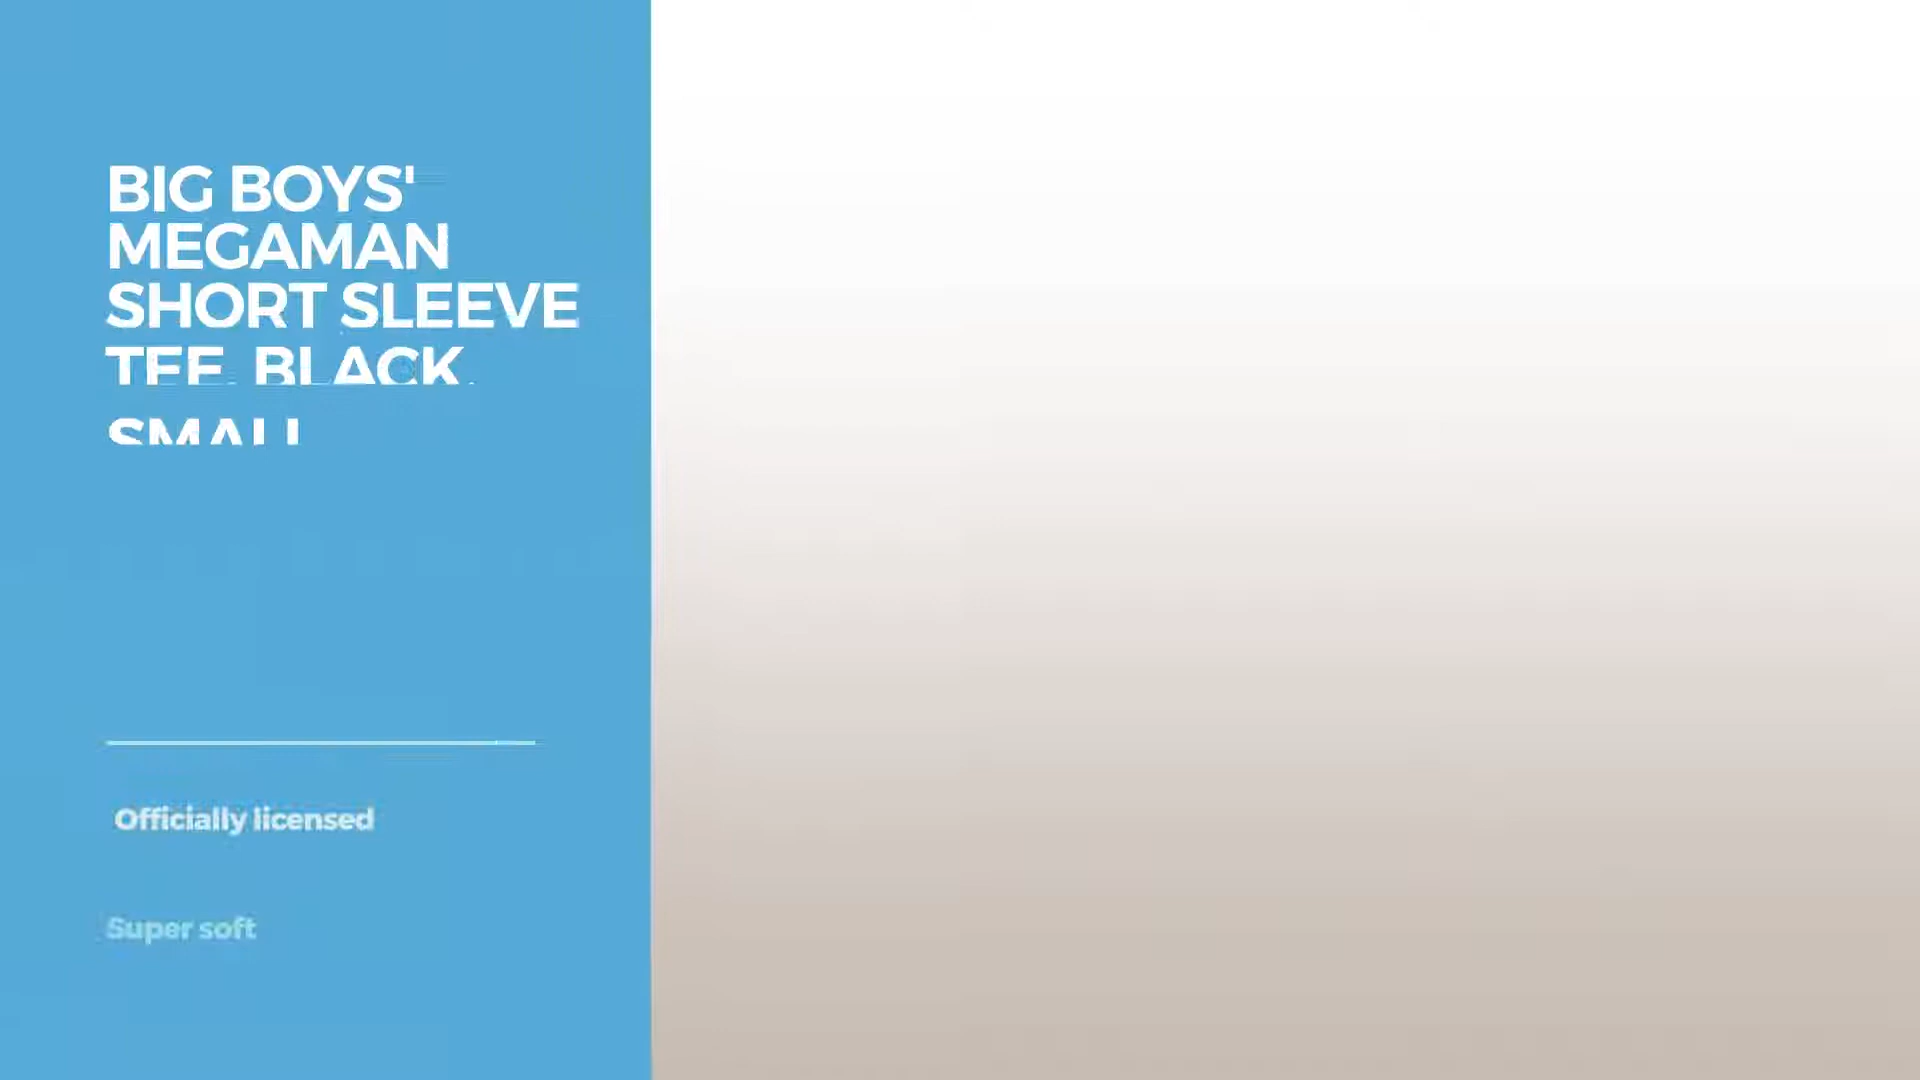 BIG BOYS'
MEGAMAN
SHORT SLEEVE
TEE, BLACK,
SMALL
Officially licensed
Super soft